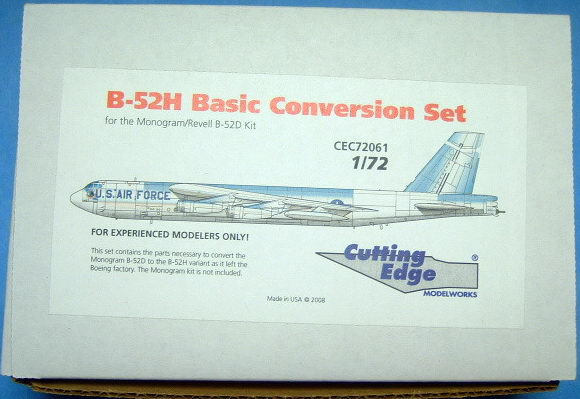 B-52H Basic Conversion Set
for the Monogram/Revell B-52D Kit
CEC72061
1/72
U.S. AIR FORCE
FOR EXPERIENCED MODELERS ONLY!
This set contains the parts necessary to convert the
Monogram B-52D to the B-52H variant as it left the
Boeing factory. The Monogram kit is not included.
Cutting
Edge
®
MODELWORKS
Made in USA © 2008